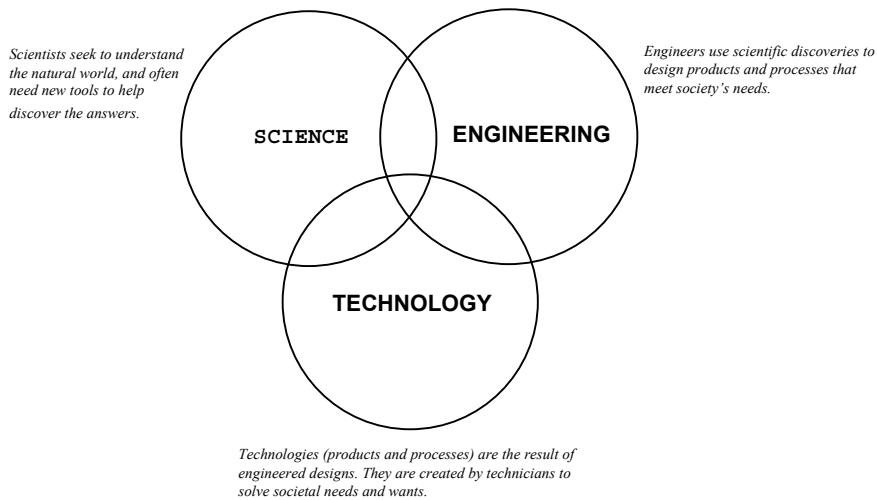 Scientists seek to understand
the natural world, and often
need new tools to help
discover the answers.
Engineers use scientific discoveries to
design products and processes that
meet society’s needs.
SCIENCE
ENGINEERING
TECHNOLOGY
Technologies (products and processes) are the result of
engineered designs. They are created by technicians to
solve societal needs and wants.